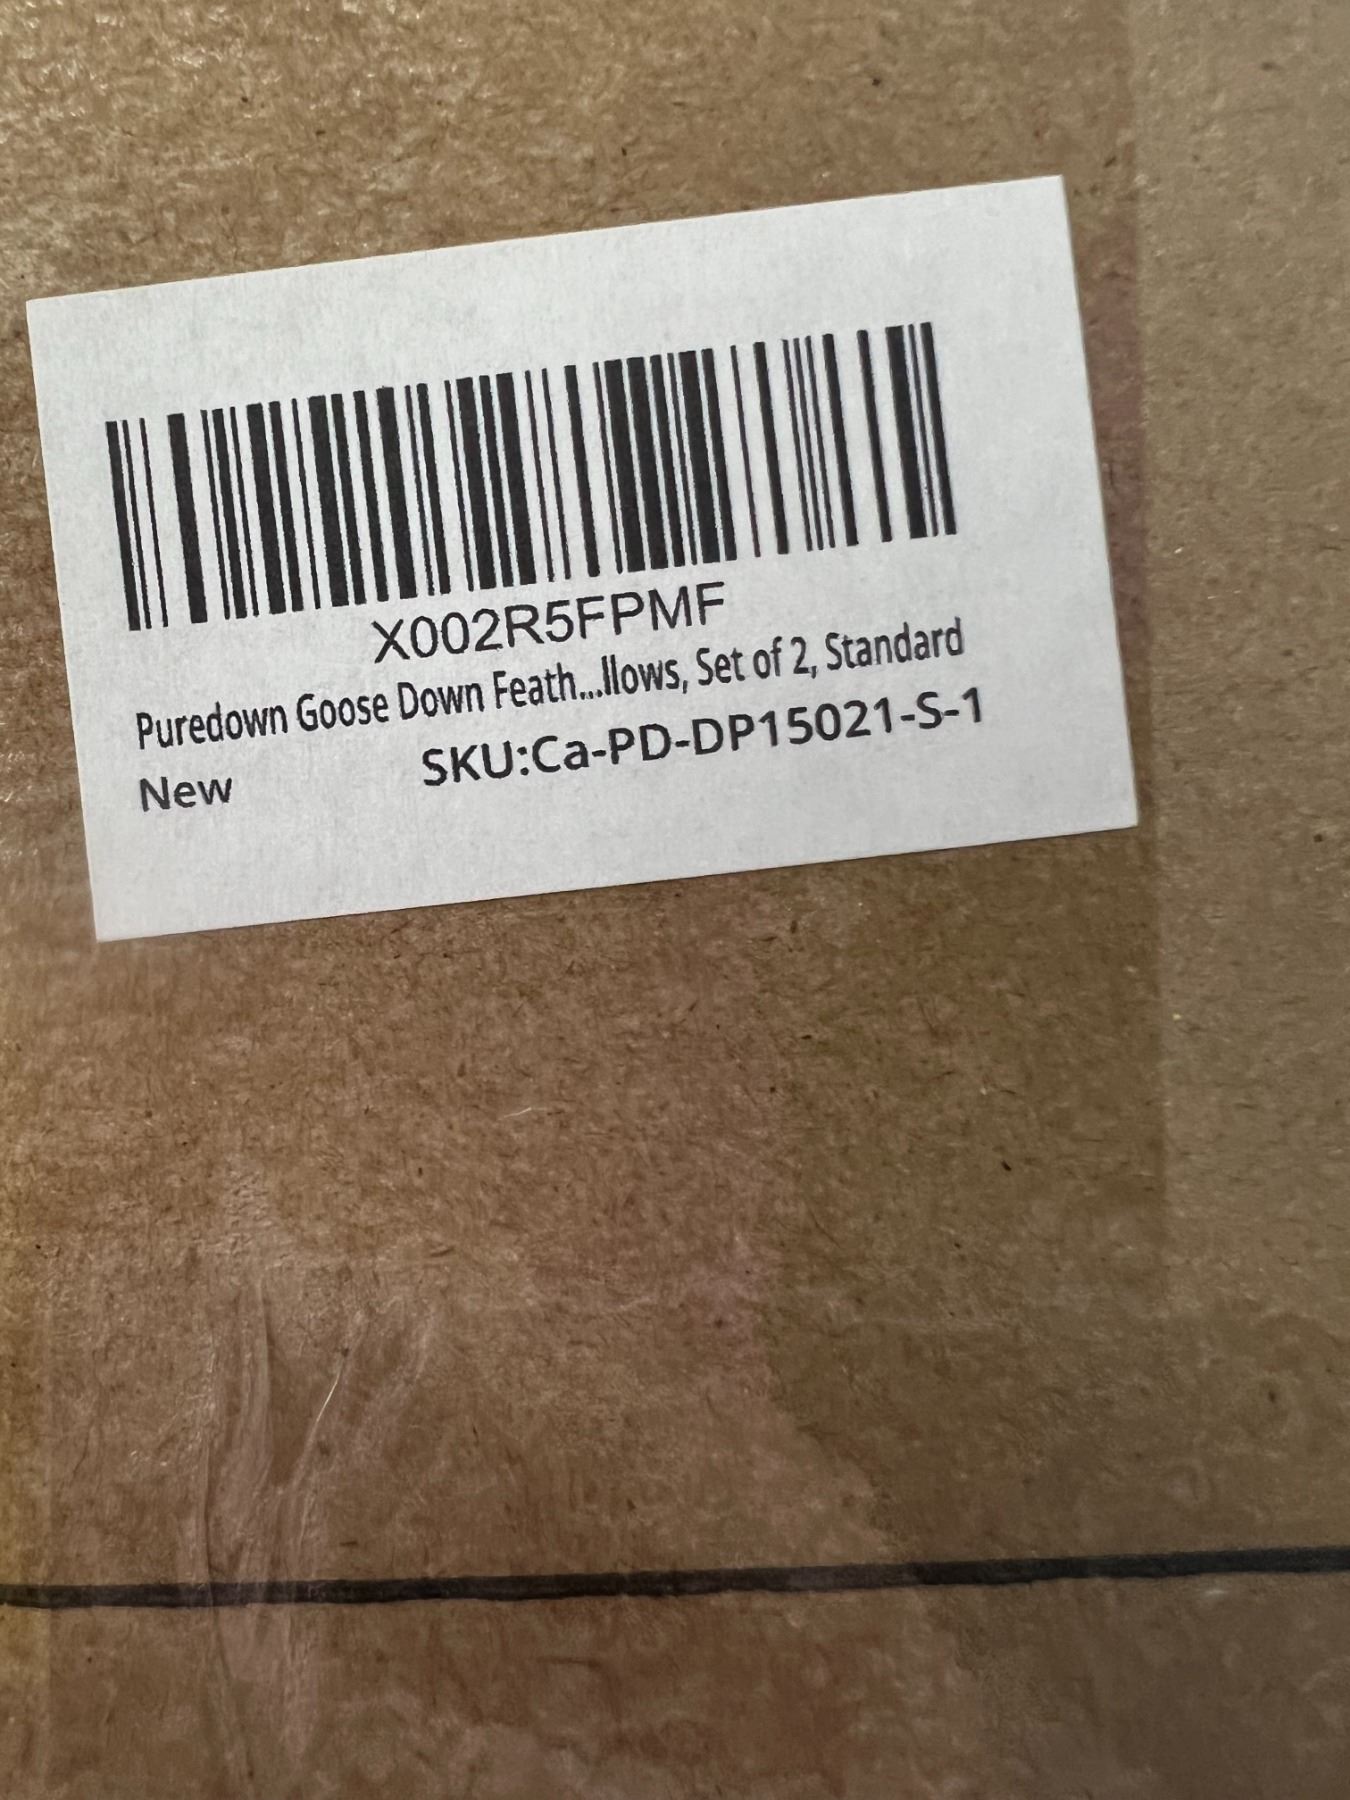 X002R5FPMF
Puredown Goose Down Feath...llows, Set of 2, Standard
New SKU:Ca-PD-DP15021-S-1